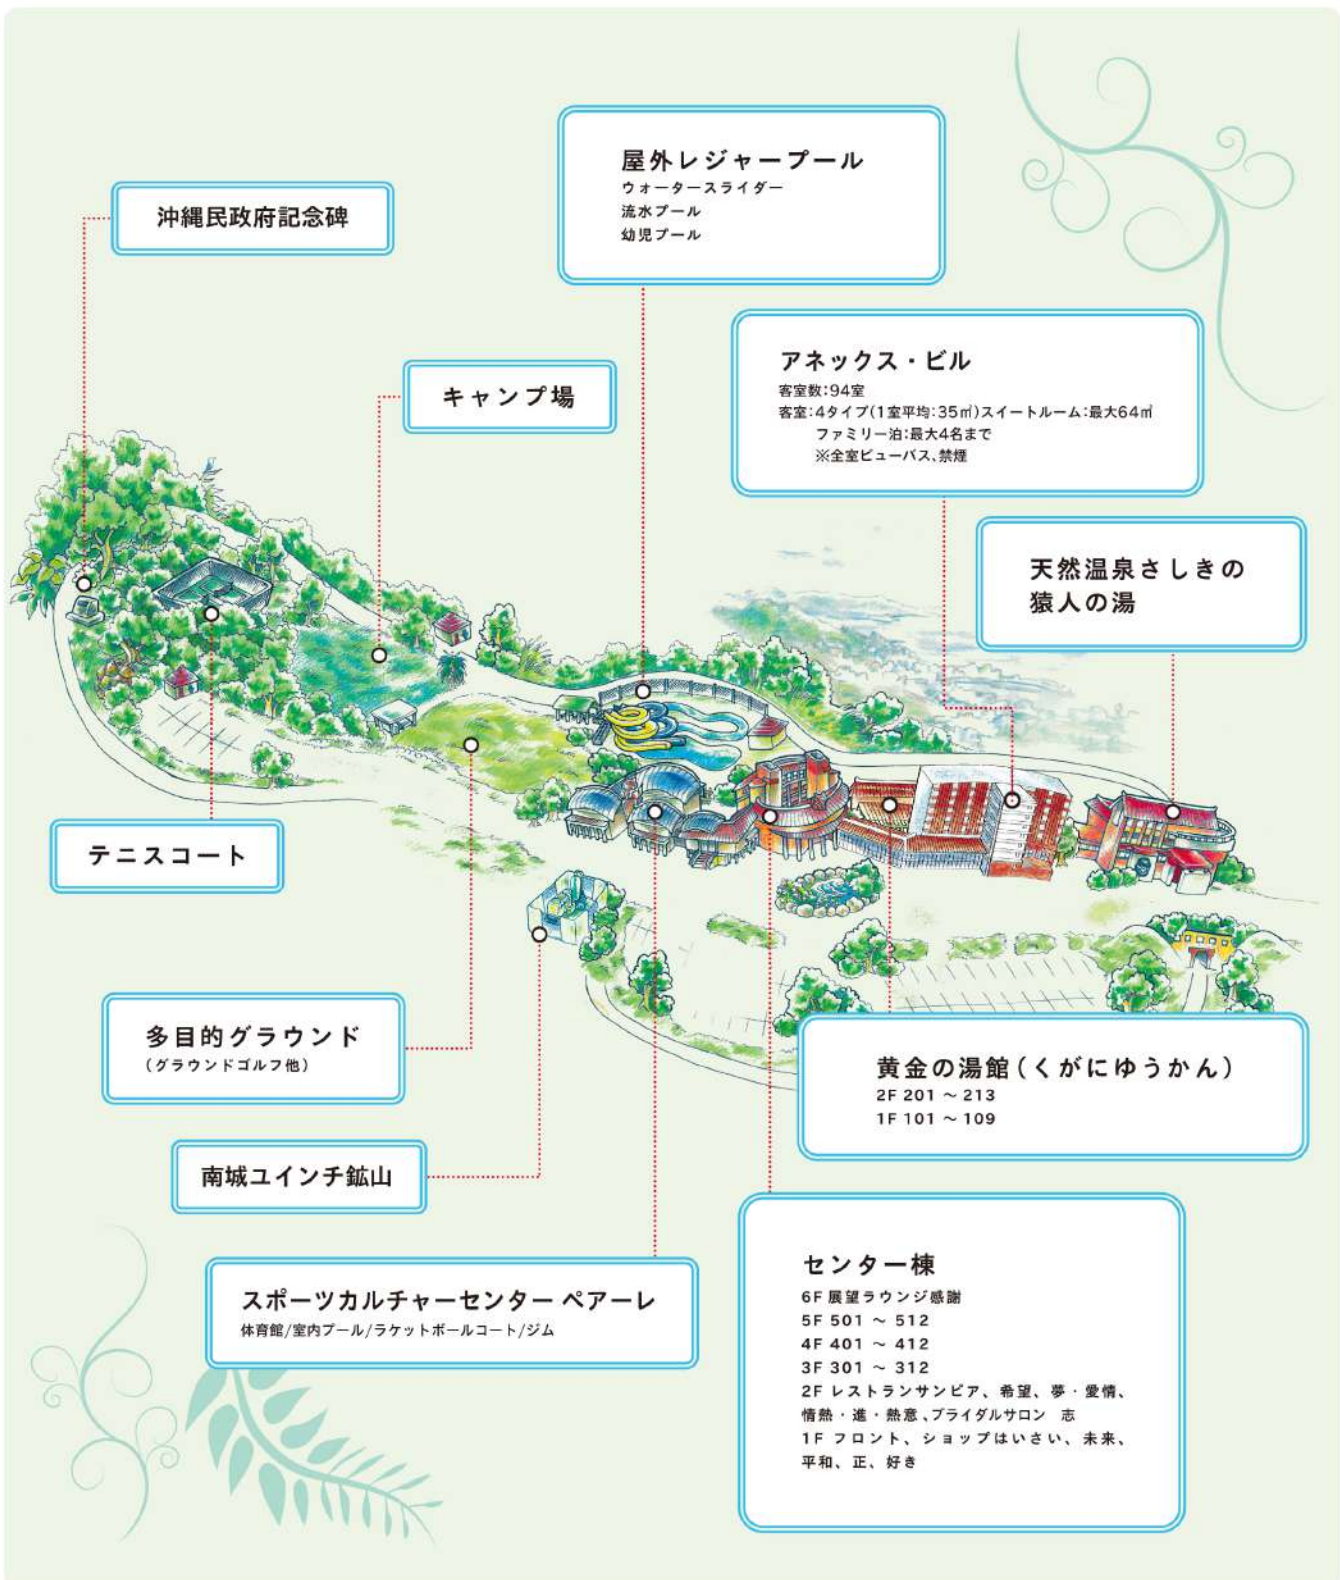 屋外レジャープール
ウォータースライダー
流水プール
幼児プール
沖縄民政府記念碑
アネックス・ビル
客室数:94室
客室:4タイプ(1室平均:35㎡)スイートルーム:最大64㎡
ファミリー泊:最大4名まで
※全室ビューバス、禁煙
キャンプ場
天然温泉さしきの
猿人の湯
テニスコート
多目的グラウンド
(グラウンドゴルフ他)
黄金の湯館(くがにゆうかん)
2F 201 ～ 213
1F 101 ～ 109
南城ユインチ鉱山
スポーツカルチャーセンター ペアーレ
体育館/室内プール/ラケットボールコート/ジム
センター棟
6F 展望ラウンジ感謝
5F 501 ～ 512
4F 401 ～ 412
3F 301 ～ 312
2F レストランサンピア、希望、夢・愛情、
情熱・進・熱意、ブライダルサロン 志
1F フロント、ショップはいさい、未来、
平和、正、好き